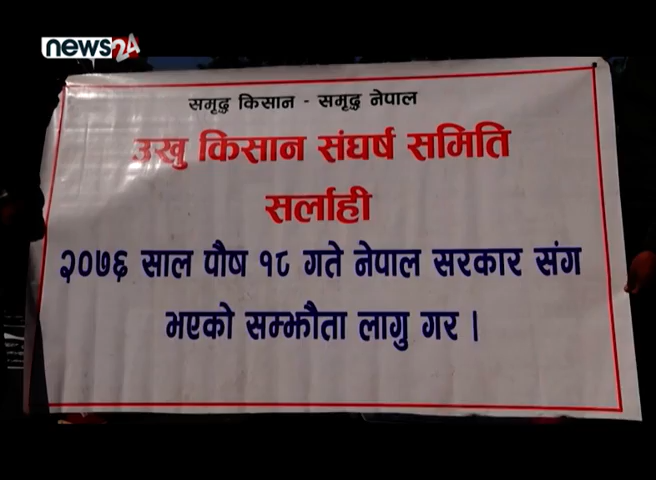 news24
समृद्ध किसान - समृद्ध नेपाल
उखु किसान संघर्ष समिति
सर्लाही
२०७६ साल पौष १८ गते नेपाल सरकार संग
भएको सम्झौता लागु गर ।